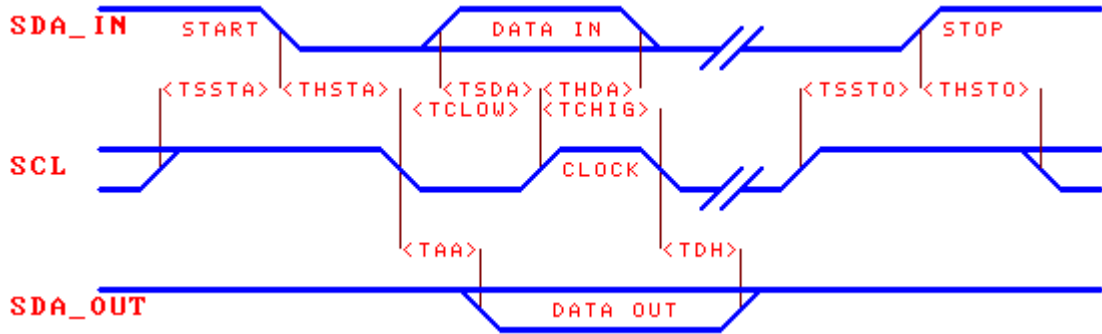 SDA_IN START DATA IN STOP
<TSSTA> <THSTA> <TSDA> <THDA> <TSSTO> <THSTO>
<TCLOW> <TCHIG>
SCL CLOCK
<TAA> <TDH>
SDA_OUT DATA OUT